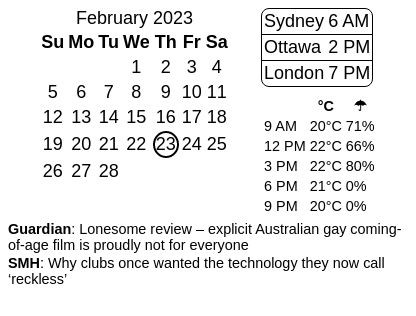 February 2023
Su Mo Tu We Th Fr Sa
1 2 3 4
5 6 7 8 9 10 11
12 13 14 15 16 17 18
19 20 21 22 23 24 25
26 27 28
Sydney 6 AM
Ottawa 2 PM
London 7 PM
°C ☂
9 AM 20°C 71%
12 PM 22°C 66%
3 PM 22°C 80%
6 PM 21°C 0%
9 PM 20°C 0%
Guardian: Lonesome review – explicit Australian gay coming-
of-age film is proudly not for everyone
SMH: Why clubs once wanted the technology they now call
‘reckless’